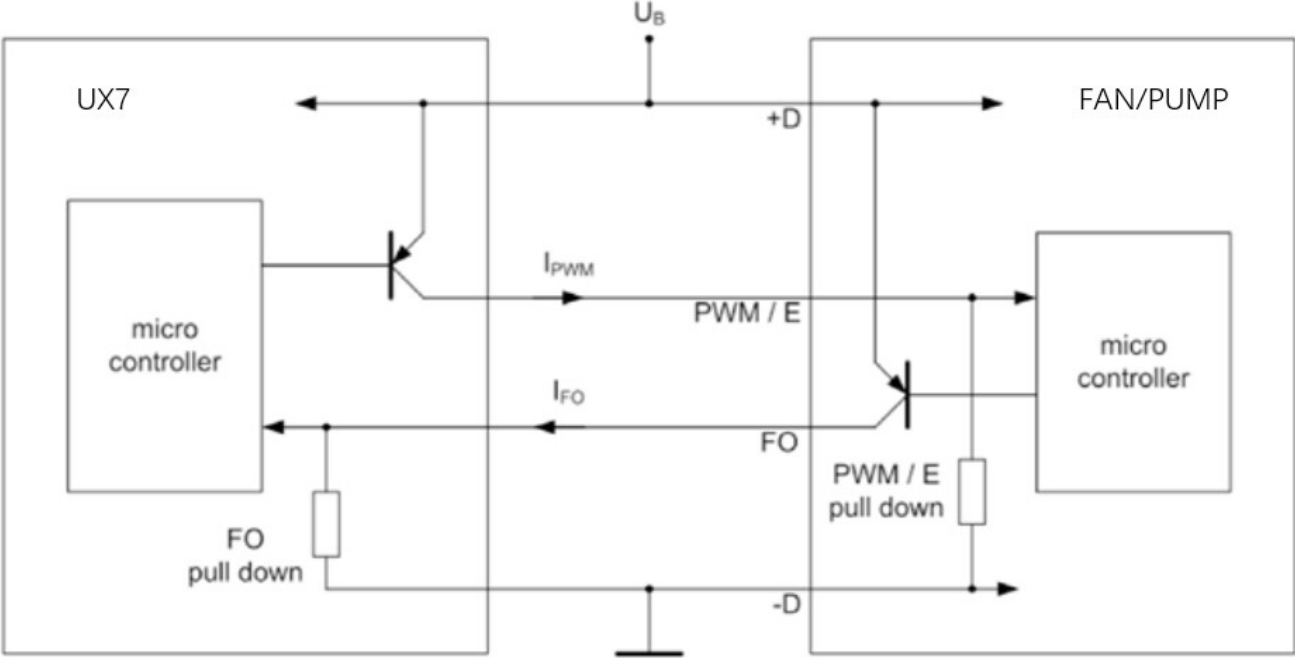 U_B
UX7
FAN/PUMP
+D
I_PWM
PWM / E
micro
controller
micro
controller
I_FO
FO
PWM / E
pull down
FO
pull down
-D